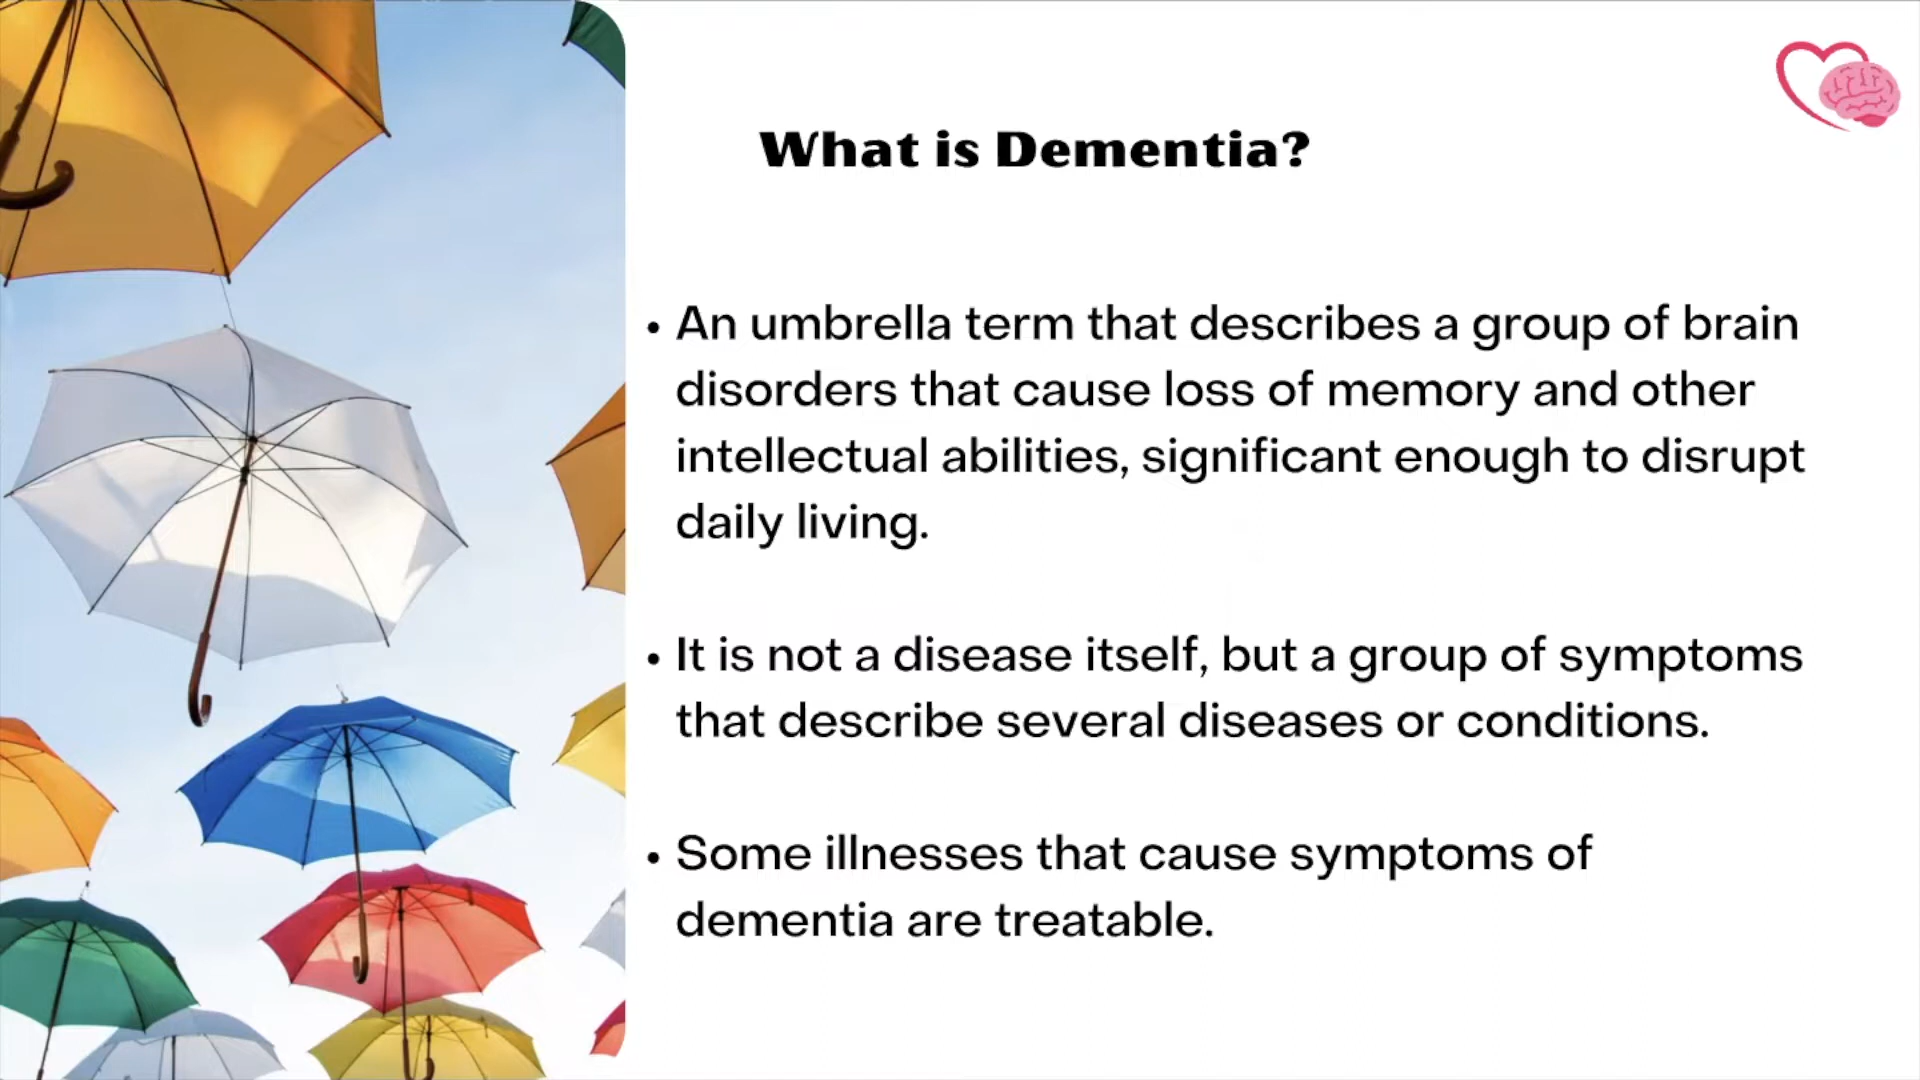 What is Dementia?
• An umbrella term that describes a group of brain
disorders that cause loss of memory and other
intellectual abilities, significant enough to disrupt
daily living.
• It is not a disease itself, but a group of symptoms
that describe several diseases or conditions.
• Some illnesses that cause symptoms of
dementia are treatable.